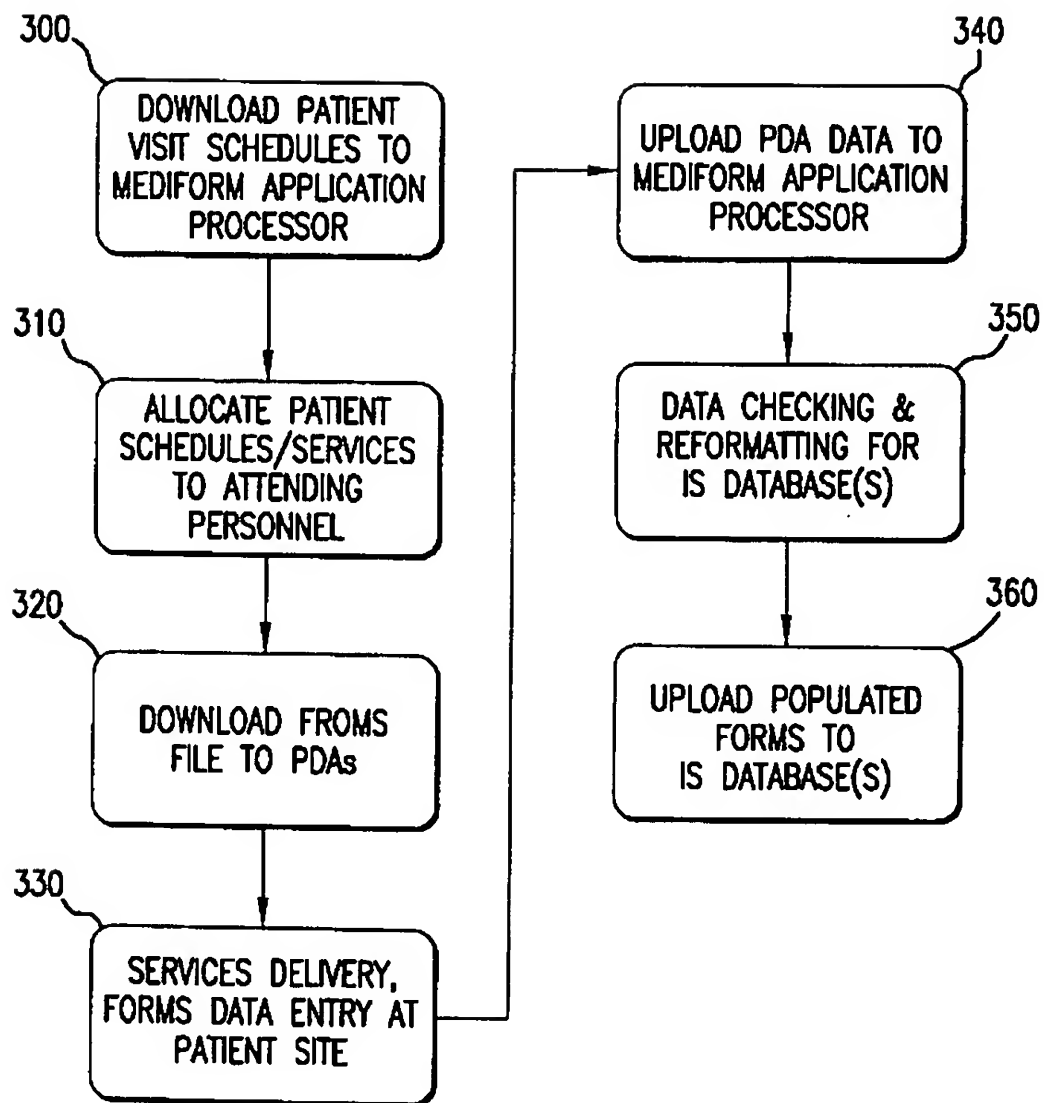 300
DOWNLOAD PATIENT
VISIT SCHEDULES TO
MEDIFORM APPLICATION
PROCESSOR
310
ALLOCATE PATIENT
SCHEDULES/SERVICES
TO ATTENDING
PERSONNEL
320
DOWNLOAD FROMS
FILE TO PDAs
330
SERVICES DELIVERY,
FORMS DATA ENTRY AT
PATIENT SITE
340
UPLOAD PDA DATA TO
MEDIFORM APPLICATION
PROCESSOR
350
DATA CHECKING &
REFORMATTING FOR
IS DATABASE(S)
360
UPLOAD POPULATED
FORMS TO
IS DATABASE(S)